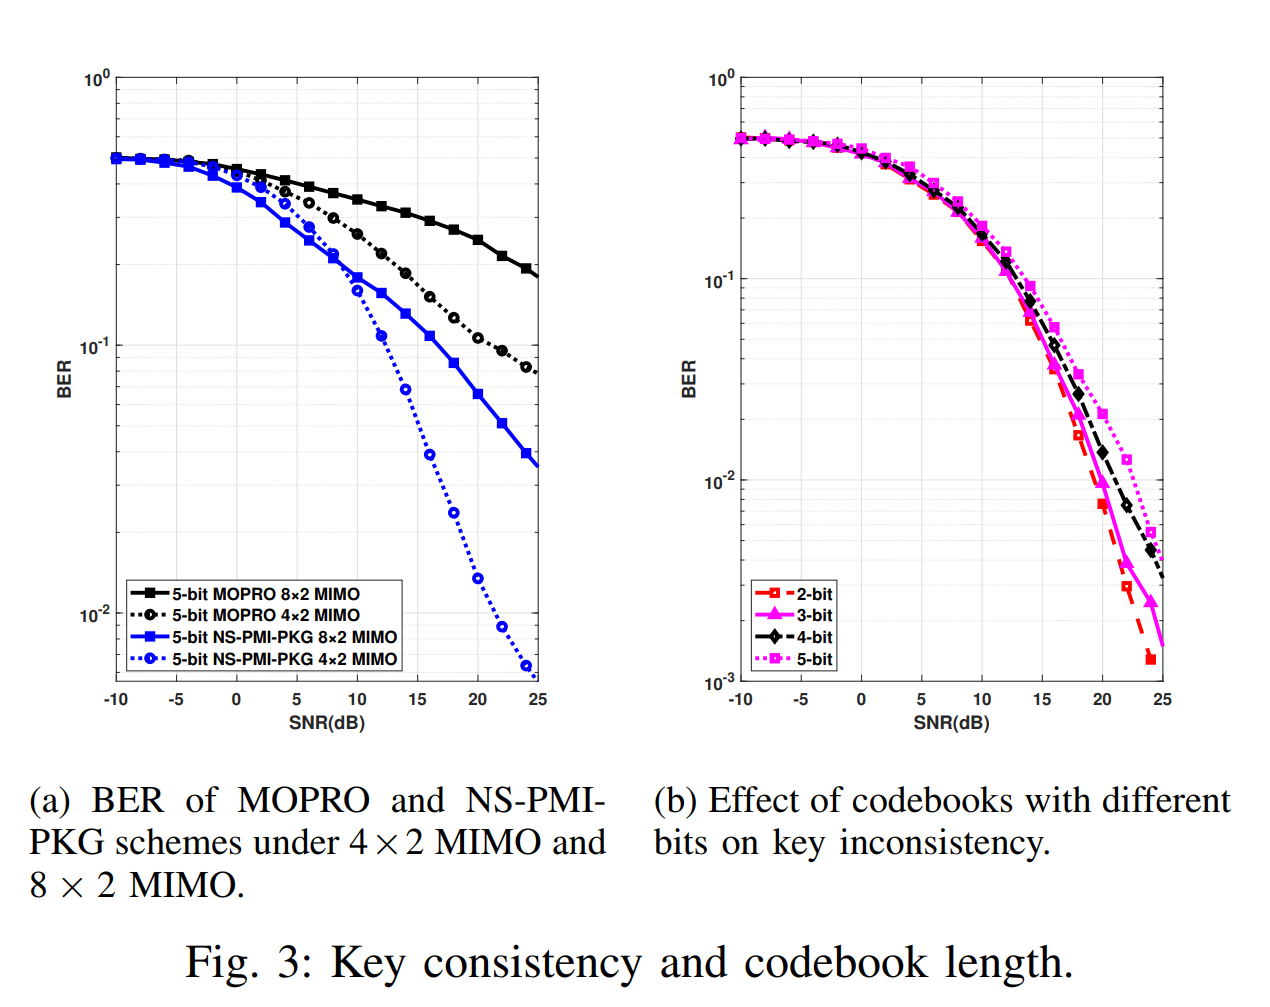 10^0
10^-1
10^-2
BER
-10 -5 0 5 10 15 20 25
SNR(dB)
5-bit MOPRO 8×2 MIMO
5-bit MOPRO 4×2 MIMO
5-bit NS-PMI-PKG 8×2 MIMO
5-bit NS-PMI-PKG 4×2 MIMO
10^0
10^-1
10^-2
10^-3
BER
-10 -5 0 5 10 15 20 25
SNR(dB)
2-bit
3-bit
4-bit
5-bit
(a) BER of MOPRO and NS-PMI-
PKG schemes under 4 × 2 MIMO and
8 × 2 MIMO.
(b) Effect of codebooks with different
bits on key inconsistency.
Fig. 3: Key consistency and codebook length.